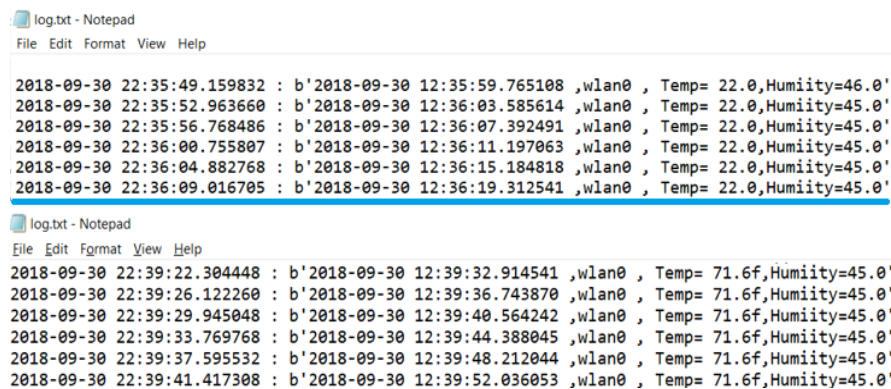 log.txt - Notepad
File Edit Format View Help
2018-09-30 22:35:49.159832 : b'2018-09-30 12:35:59.765108 ,wlan0 , Temp= 22.0,Humiity=46.0'
2018-09-30 22:35:52.963660 : b'2018-09-30 12:36:03.585614 ,wlan0 , Temp= 22.0,Humiity=45.0'
2018-09-30 22:35:56.768486 : b'2018-09-30 12:36:07.392491 ,wlan0 , Temp= 22.0,Humiity=45.0'
2018-09-30 22:36:00.755807 : b'2018-09-30 12:36:11.197063 ,wlan0 , Temp= 22.0,Humiity=45.0'
2018-09-30 22:36:04.882768 : b'2018-09-30 12:36:15.184818 ,wlan0 , Temp= 22.0,Humiity=45.0'
2018-09-30 22:36:09.016705 : b'2018-09-30 12:36:19.312541 ,wlan0 , Temp= 22.0,Humiity=45.0'
log.txt - Notepad
File Edit Format View Help
2018-09-30 22:39:22.304448 : b'2018-09-30 12:39:32.914541 ,wlan0 , Temp= 71.6f,Humiity=45.0'
2018-09-30 22:39:26.122260 : b'2018-09-30 12:39:36.743870 ,wlan0 , Temp= 71.6f,Humiity=45.0'
2018-09-30 22:39:29.945048 : b'2018-09-30 12:39:40.564242 ,wlan0 , Temp= 71.6f,Humiity=45.0'
2018-09-30 22:39:33.769768 : b'2018-09-30 12:39:44.388045 ,wlan0 , Temp= 71.6f,Humiity=45.0'
2018-09-30 22:39:37.595532 : b'2018-09-30 12:39:48.212044 ,wlan0 , Temp= 71.6f,Humiity=45.0'
2018-09-30 22:39:41.417308 : b'2018-09-30 12:39:52.036053 ,wlan0 , Temp= 71.6f,Humiity=45.0'